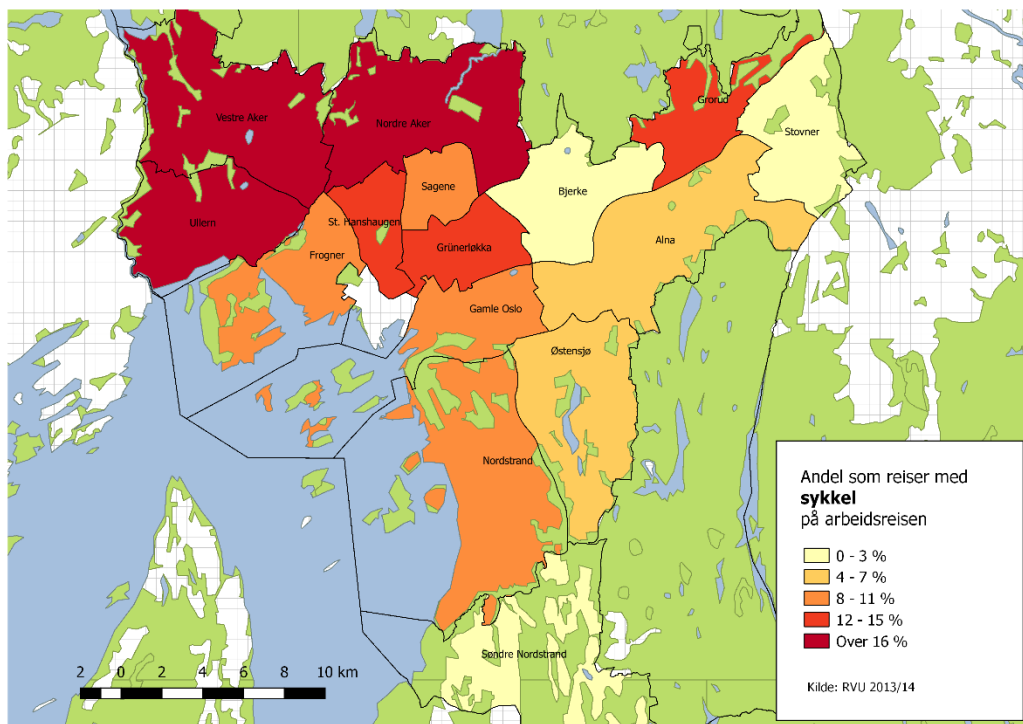 Vestre Aker
Nordre Aker
Grorud
Stovner
Sagene
Bjerke
Ullern
St. Hanshaugen
Grünerløkka
Alna
Frogner
Gamle Oslo
Østensjø
Nordstrand
Søndre Nordstrand
Andel som reiser med
sykkel
på arbeidsreisen
0 - 3 %
4 - 7 %
8 - 11 %
12 - 15 %
Over 16 %
Kilde: RVU 2013/14
2 0 2 4 6 8 10 km